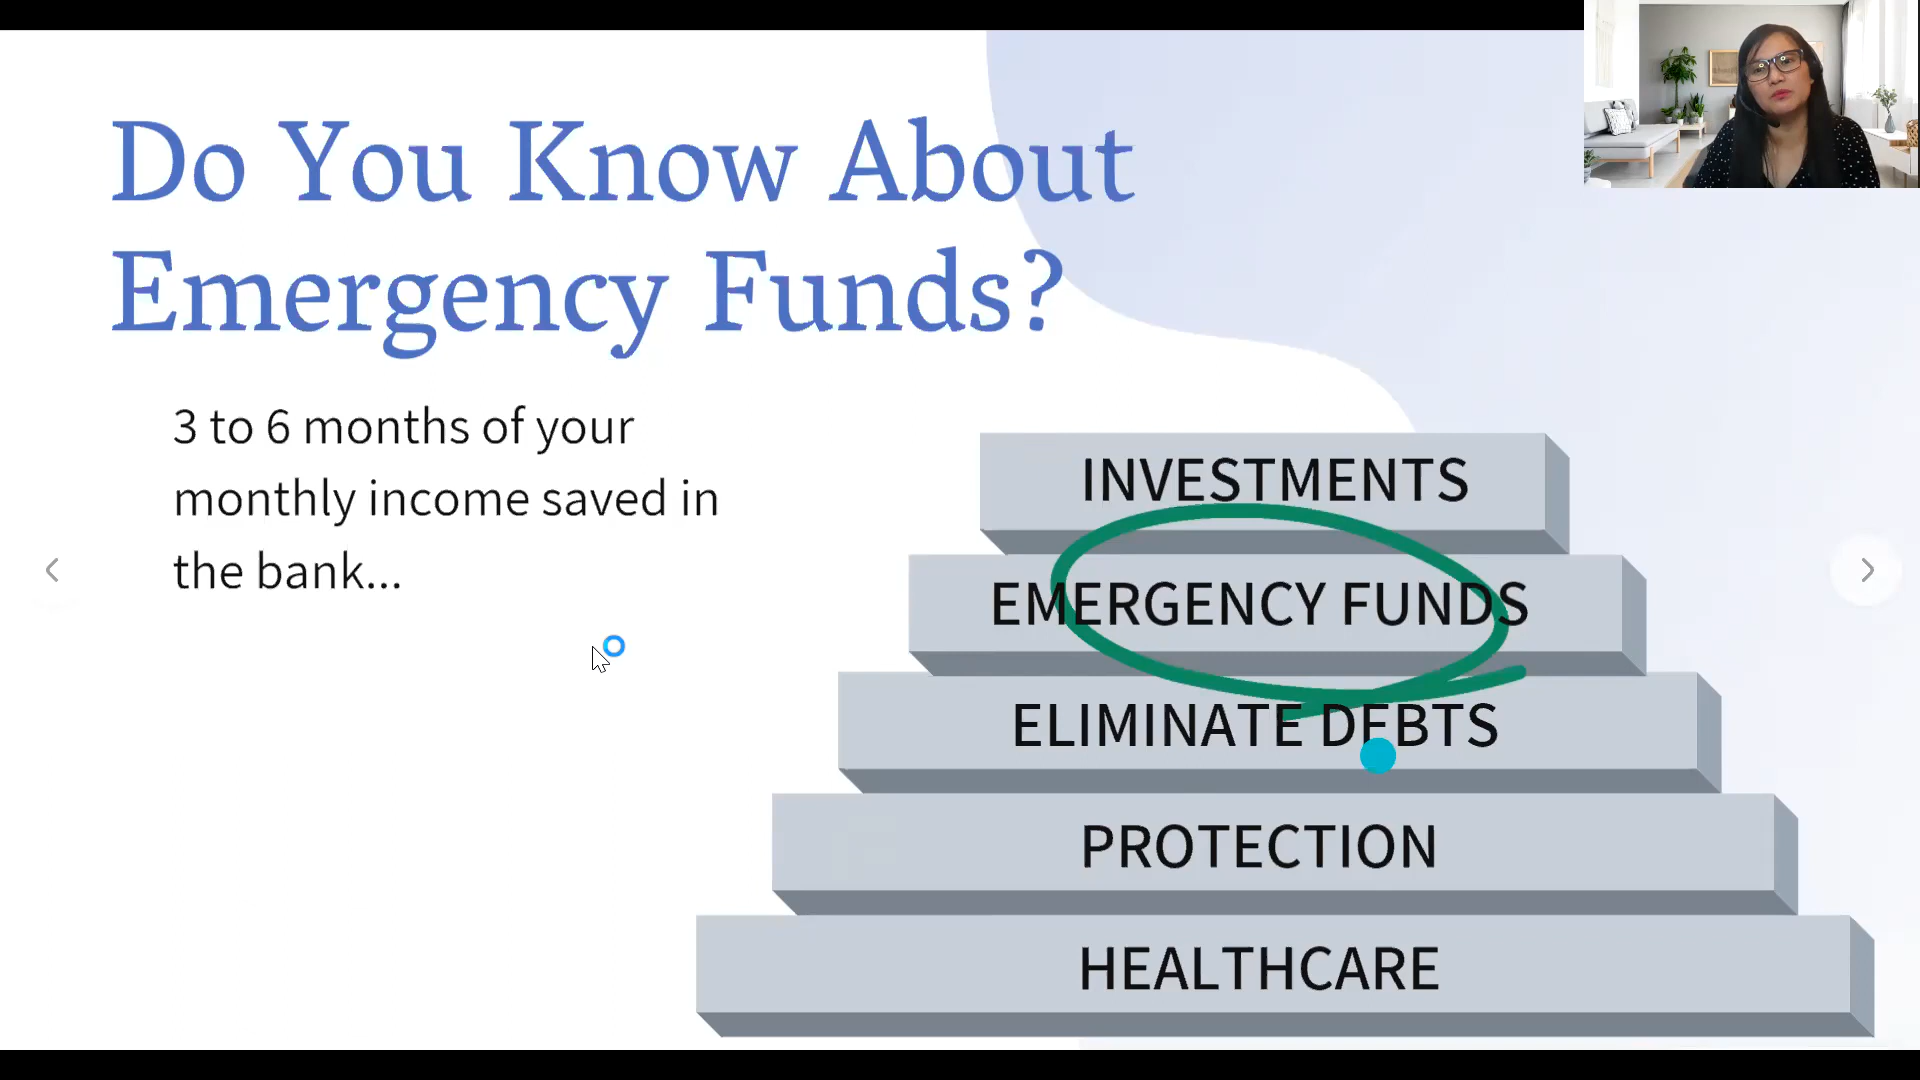 Do You Know About
Emergency Funds?
3 to 6 months of your
monthly income saved in
the bank...
INVESTMENTS
EMERGENCY FUNDS
ELIMINATE DEBTS
PROTECTION
HEALTHCARE